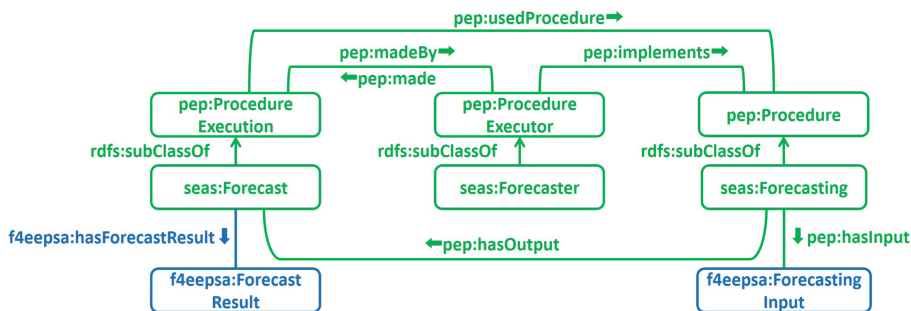 pep:usedProcedure➡
pep:madeBy➡
pep:implements➡
⬅pep:made
pep:Procedure
Execution
pep:Procedure
Executor
pep:Procedure
rdfs:subClassOf
rdfs:subClassOf
rdfs:subClassOf
seas:Forecast
seas:Forecaster
seas:Forecasting
f4eepsa:hasForecastResult⬇
⬅pep:hasOutput
⬇pep:hasInput
f4eepsa:Forecast
Result
f4eepsa:Forecasting
Input